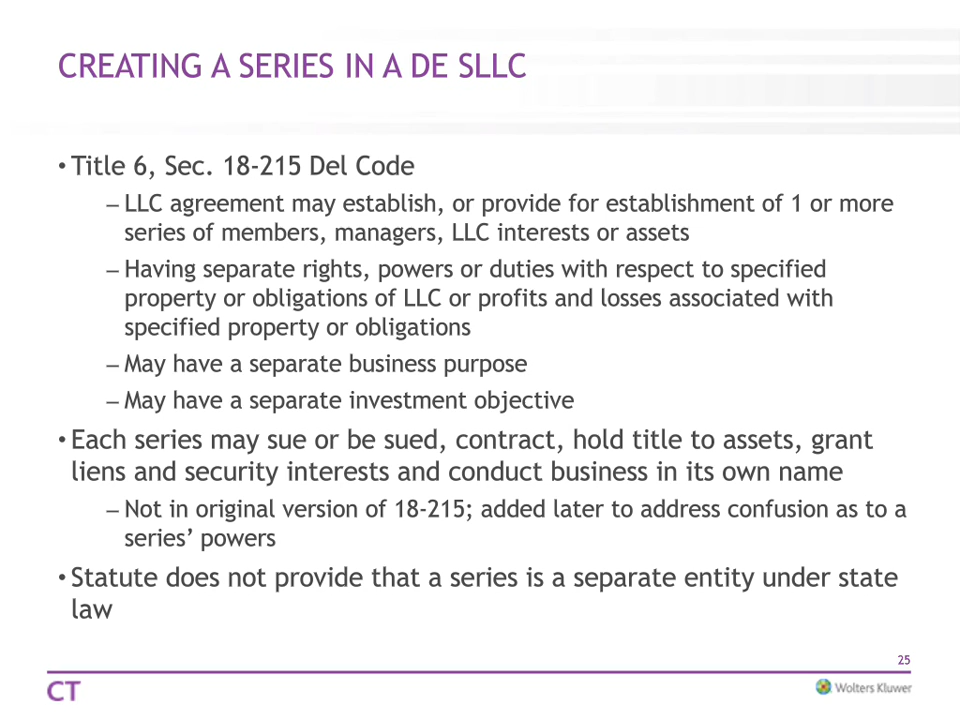 CREATING A SERIES IN A DE SLLC
• Title 6, Sec. 18-215 Del Code
– LLC agreement may establish, or provide for establishment of 1 or more
series of members, managers, LLC interests or assets
– Having separate rights, powers or duties with respect to specified
property or obligations of LLC or profits and losses associated with
specified property or obligations
– May have a separate business purpose
– May have a separate investment objective
• Each series may sue or be sued, contract, hold title to assets, grant
liens and security interests and conduct business in its own name
– Not in original version of 18-215; added later to address confusion as to a
series’ powers
• Statute does not provide that a series is a separate entity under state
law
25
CT
Wolters Kluwer